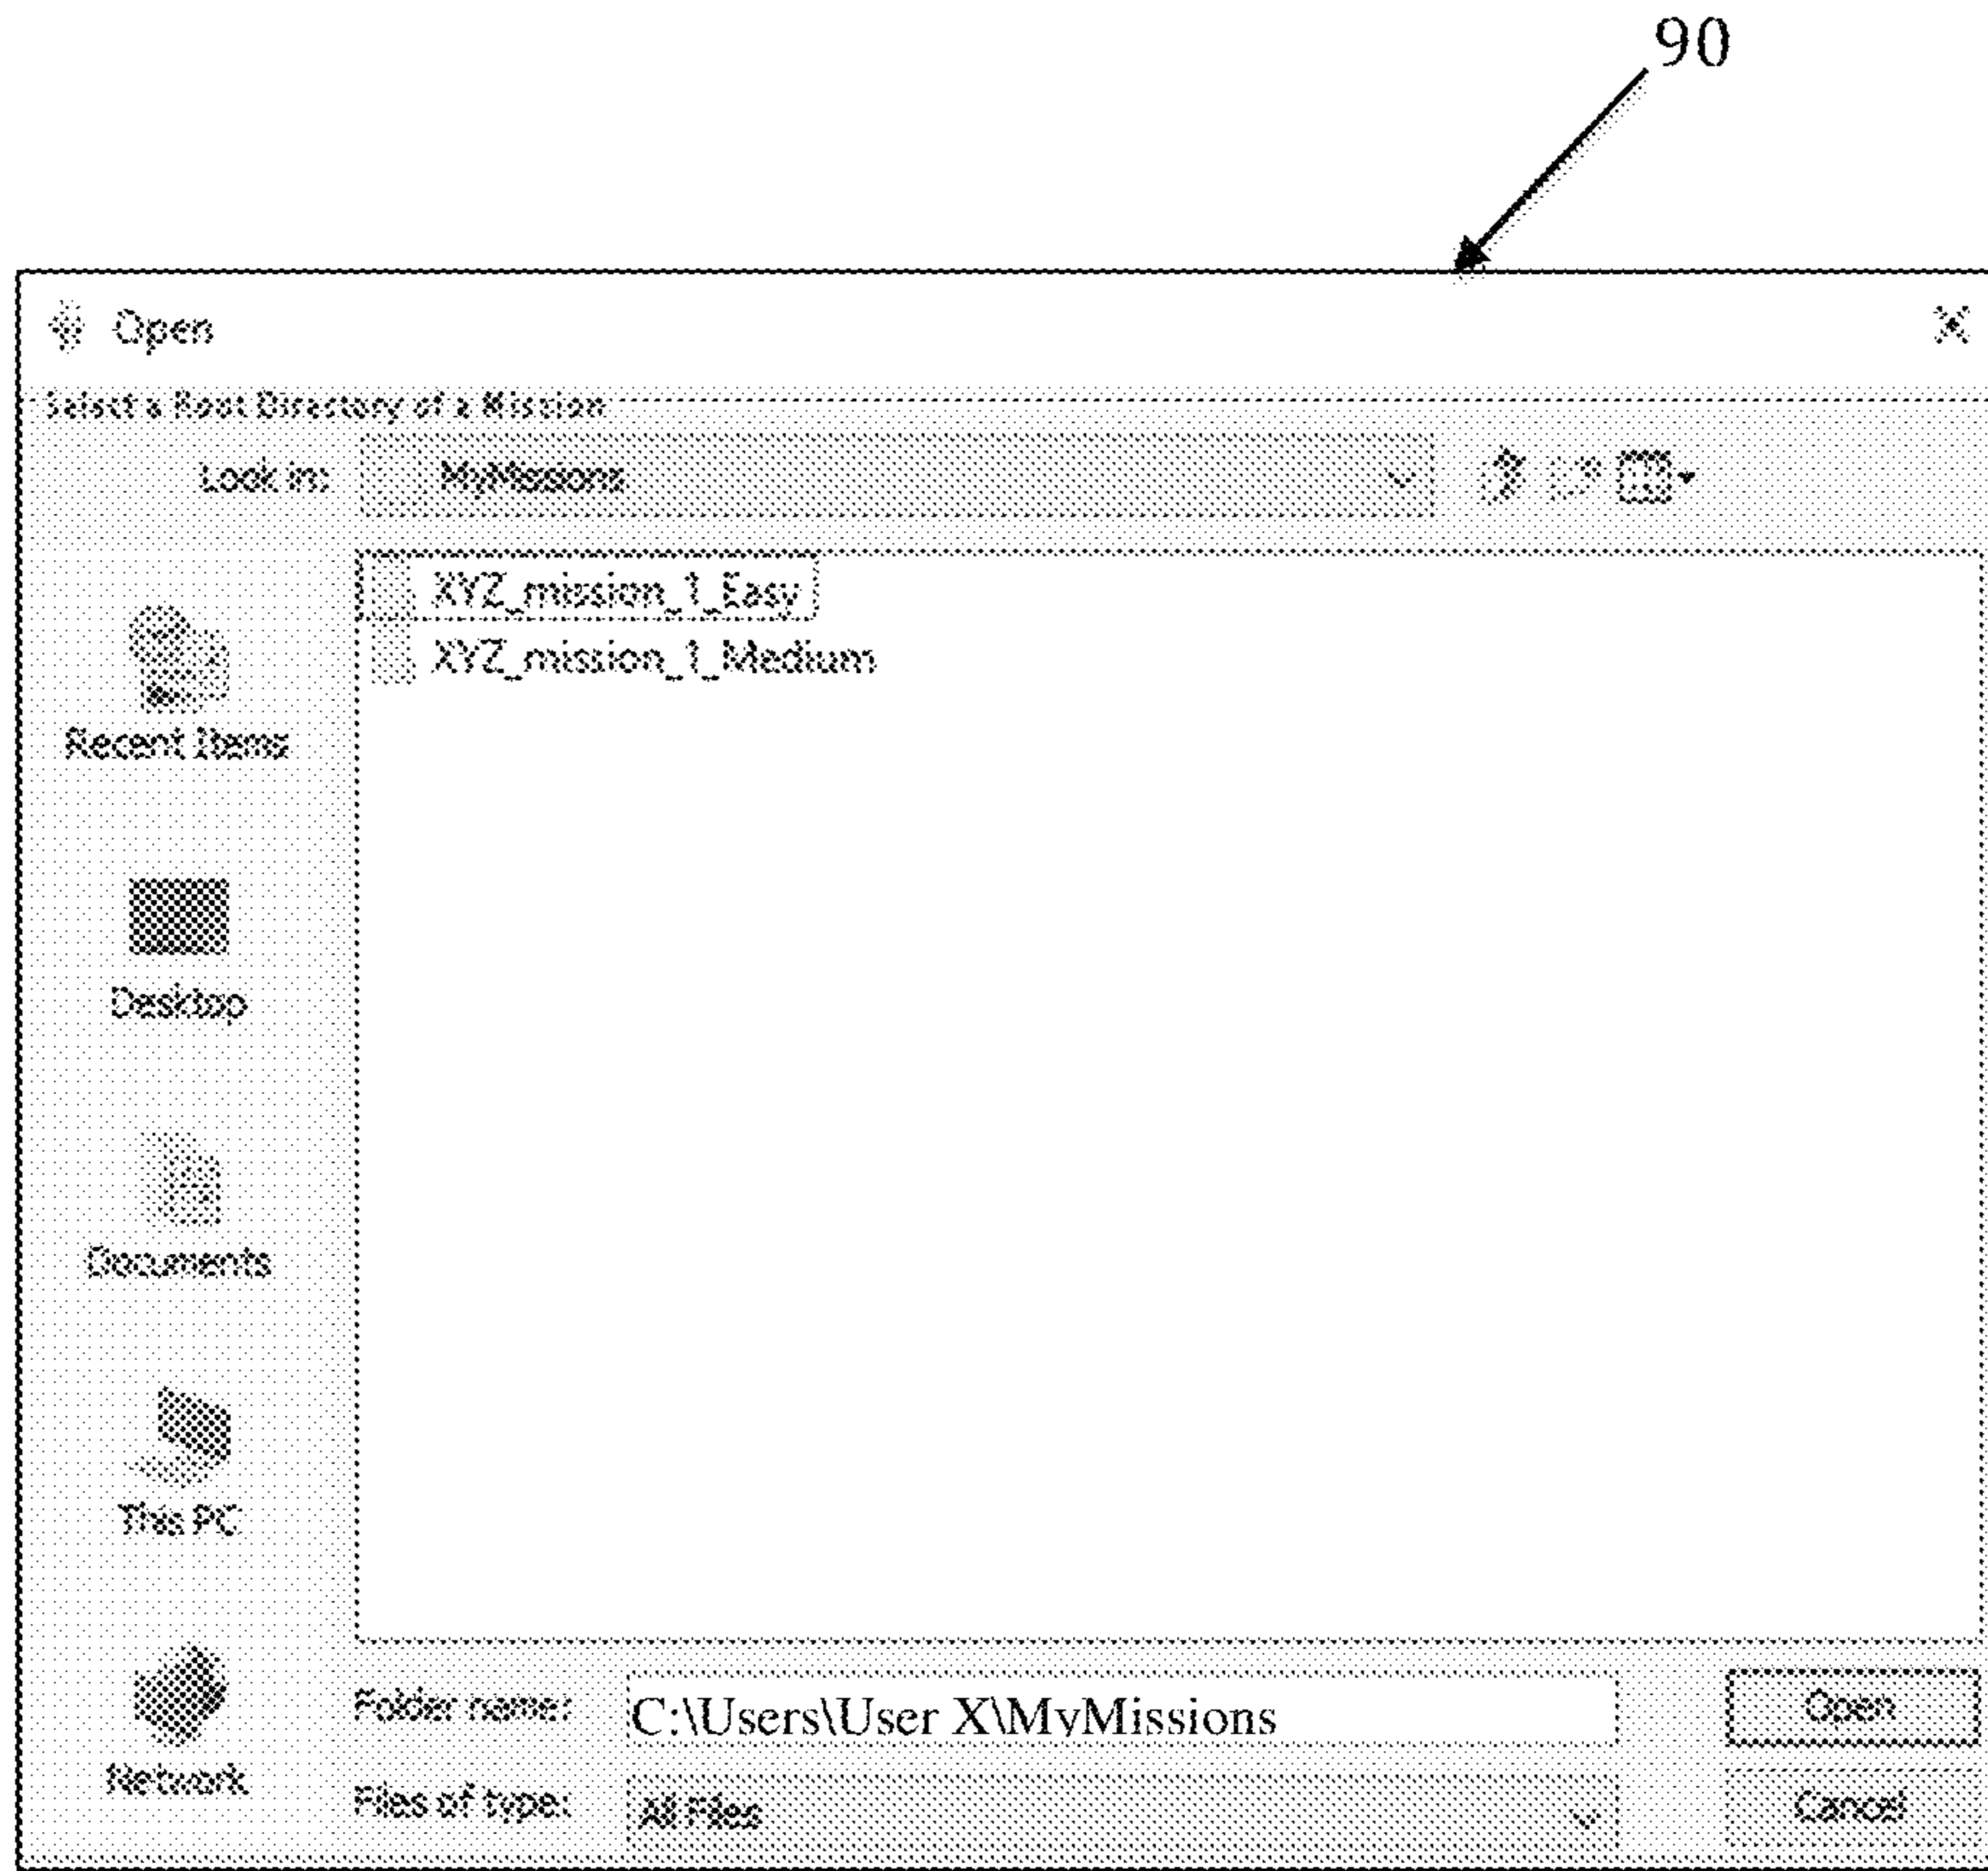 90
Open
Select a Root Directory of a Mission
Look in: MyMissions
XYZ_mission_1_Easy
XYZ_mission_1_Medium
Recent Items
Desktop
Documents
This PC
Network
Folder name: C:\Users\User X\MyMissions
Open
Files of type: All Files
Cancel